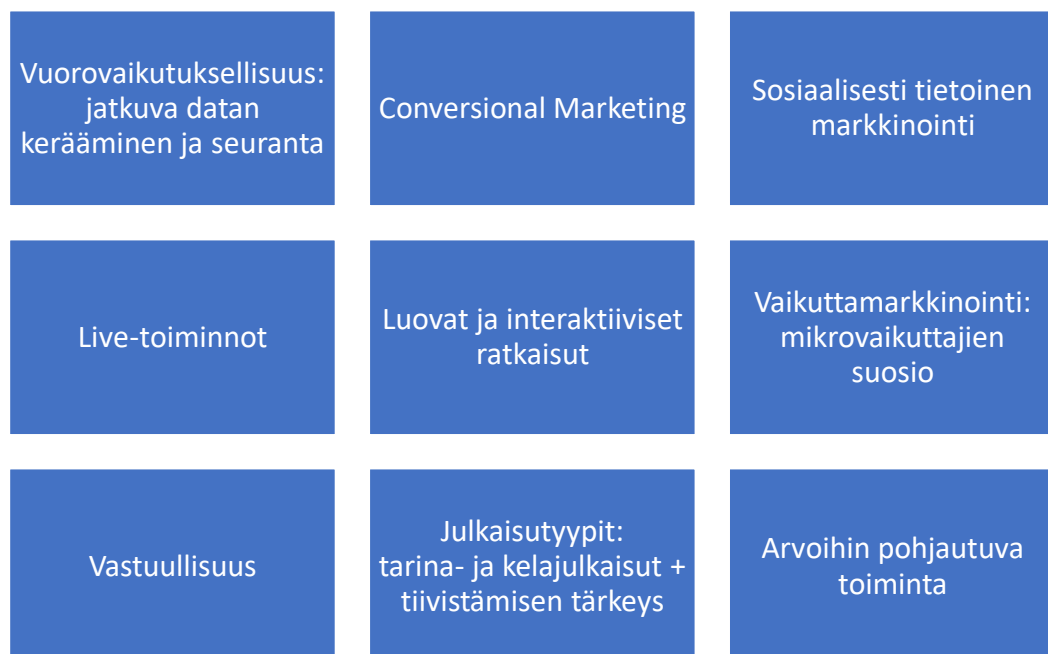 Vuorovaikutuksellisuus:
jatkuva datan
kerääminen ja seuranta
Conversional Marketing
Sosiaalisesti tietoinen
markkinointi
Live-toiminnot
Luovat ja interaktiiviset
ratkaisut
Vaikuttamarkkinointi:
mikrovaikuttajien
suosio
Vastuullisuus
Julkaisutyypit:
tarina- ja kelajulkaisut +
tiivistämisen tärkeys
Arvoihin pohjautuva
toiminta